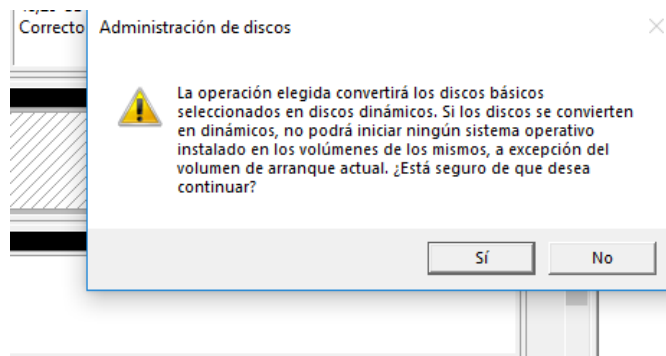 Correcto
Administración de discos
La operación elegida convertirá los discos básicos
seleccionados en discos dinámicos. Si los discos se convierten
en dinámicos, no podrá iniciar ningún sistema operativo
instalado en los volúmenes de los mismos, a excepción del
volumen de arranque actual. ¿Está seguro de que desea
continuar?
Sí
No